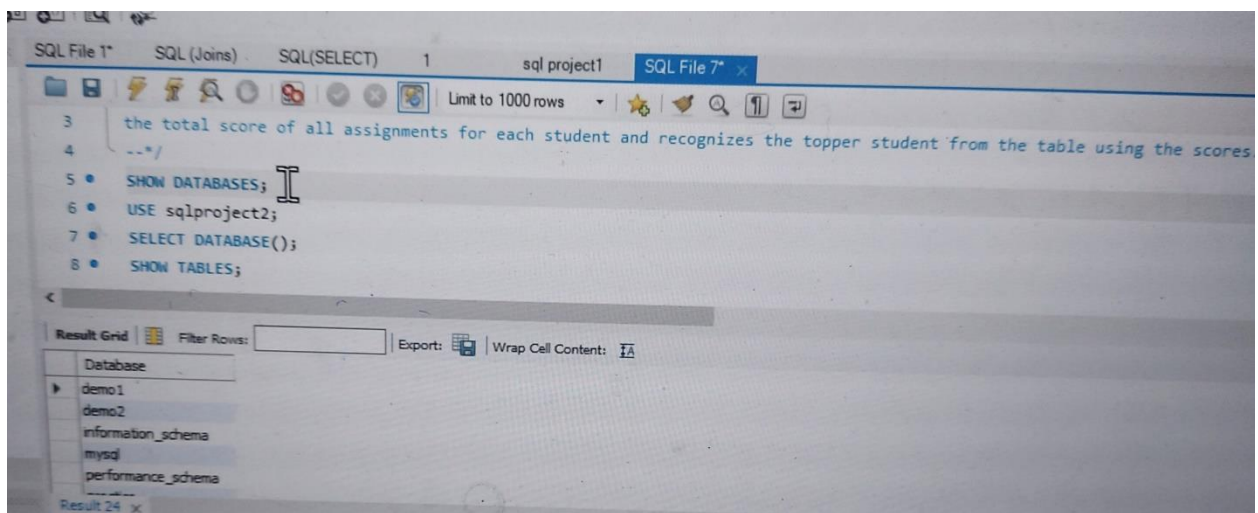 SQL File 1* SQL (Joins) SQL(SELECT) 1 sql project1 SQL File 7*
Limit to 1000 rows
3 the total score of all assignments for each student and recognizes the topper student from the table using the scores
4 --*/
5 SHOW DATABASES;
6 USE sqlproject2;
7 SELECT DATABASE();
8 SHOW TABLES;
Result Grid Filter Rows: Export: Wrap Cell Content:
Database
demo1
demo2
information_schema
mysql
performance_schema
Result 24